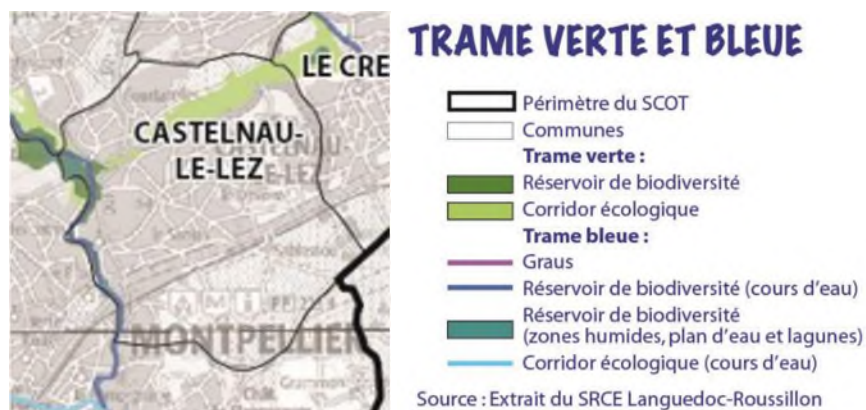 LE CRE
CASTELNAU-
LE-LEZ
MONTPELLIER
TRAME VERTE ET BLEUE
Périmètre du SCOT
Communes
Trame verte :
Réservoir de biodiversité
Corridor écologique
Trame bleue :
Graus
Réservoir de biodiversité (cours d'eau)
Réservoir de biodiversité
(zones humides, plan d'eau et lagunes)
Corridor écologique (cours d'eau)
Source : Extrait du SRCE Languedoc-Roussillon